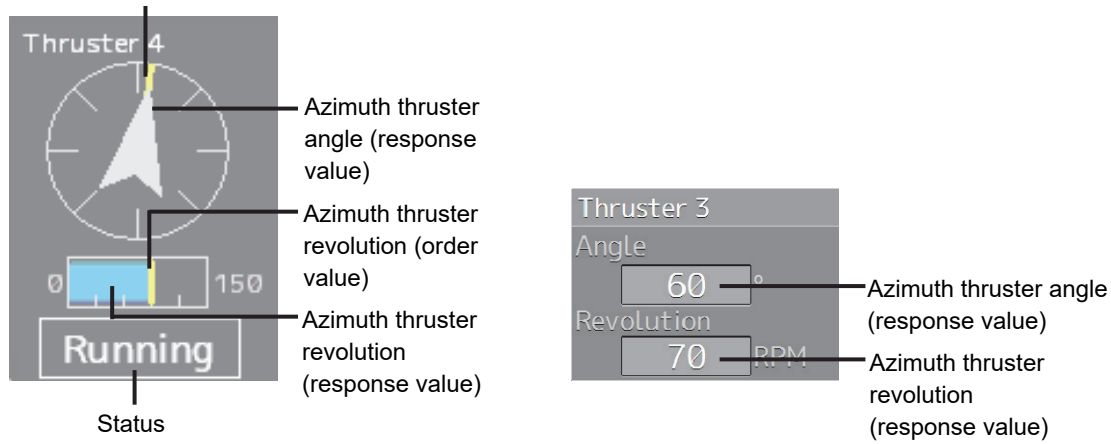 Thruster 4
Azimuth thruster
angle (response
value)
Azimuth thruster
revolution (order
value)
0
150
Azimuth thruster
revolution
(response value)
Running
Status
Thruster 3
Angle
60 °
Azimuth thruster angle
(response value)
Revolution
70 RPM
Azimuth thruster
revolution
(response value)